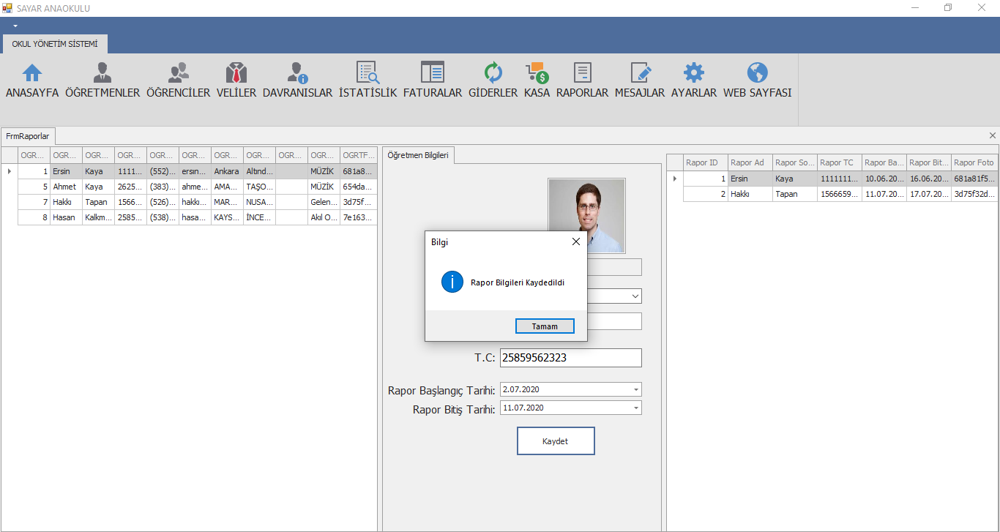 SAYAR ANAOKULU
OKUL YÖNETİM SİSTEMİ
ANASAYFA ÖĞRETMENLER ÖĞRENCİLER VELİLER DAVRANISLAR İSTATİSLİK FATURALAR GİDERLER KASA RAPORLAR MESAJLAR AYARLAR WEB SAYFASI
FrmRaporlar
OGR... OGR... OGR... OGR... OGR... OGR... OGR... OGR... OGR... OGR... OGRTF...
1 Ersin Kaya 1111... (552)... ersın... Ankara Altınd... MÜZİK 681a8...
5 Ahmet Kaya 2625... (383)... ahme... AMA... TAŞO... MÜZİK 654da...
7 Hakkı Tapan 1566... (526)... hakkı... MAR... NUSA... Gelen... 3d75f...
8 Hasan Kalkm... 2585... (538)... hasa... KAYS... İNCE... Akıl O... 7e163...
Öğretmen Bilgileri
Bilgi
Rapor Bilgileri Kaydedildi
Tamam
T.C: 25859562323
Rapor Başlangıç Tarihi: 2.07.2020
Rapor Bitiş Tarihi: 11.07.2020
Kaydet
Rapor ID Rapor Ad Rapor So... Rapor TC Rapor Ba... Rapor Bit... Rapor Foto
1 Ersin Kaya 1111111... 10.06.20... 16.06.20... 681a81f5...
2 Hakkı Tapan 1566659... 11.07.20... 17.07.20... 3d75f32d...